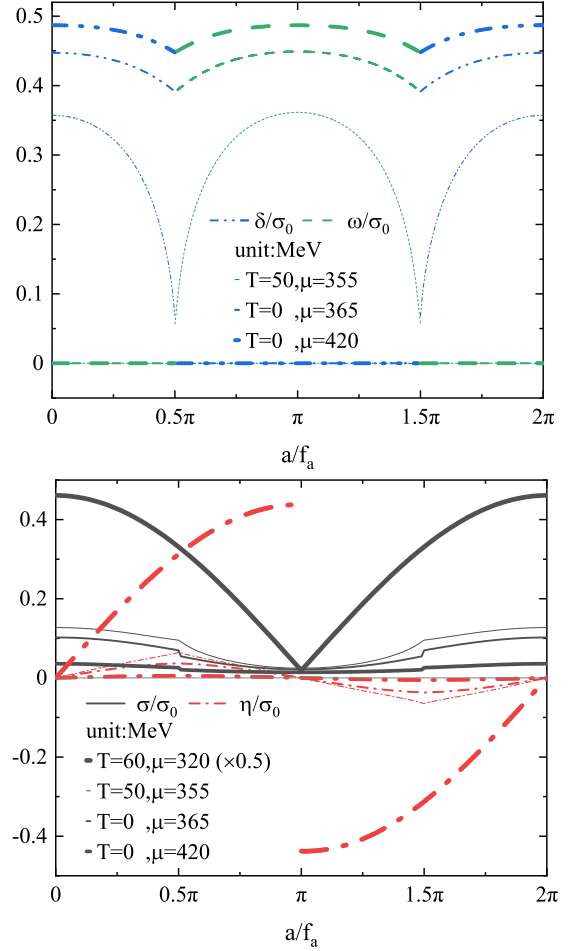 0.5
0.4
0.3
0.2
0.1
0
δ/σ₀ ω/σ₀
unit:MeV
T=50,μ=355
T=0 ,μ=365
T=0 ,μ=420
0 0.5π π 1.5π 2π
a/fₐ
0.4
0.2
0
-0.2
-0.4
σ/σ₀ η/σ₀
unit:MeV
T=60,μ=320 (×0.5)
T=50,μ=355
T=0 ,μ=365
T=0 ,μ=420
0 0.5π π 1.5π 2π
a/fₐ